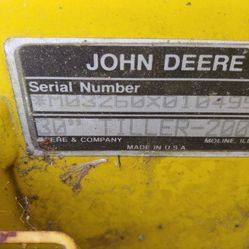 JOHN DEERE
Serial Number
*M03260X01049
30" TILLER-200
DEERE & COMPANY MOLINE, IL
MADE IN U.S.A.